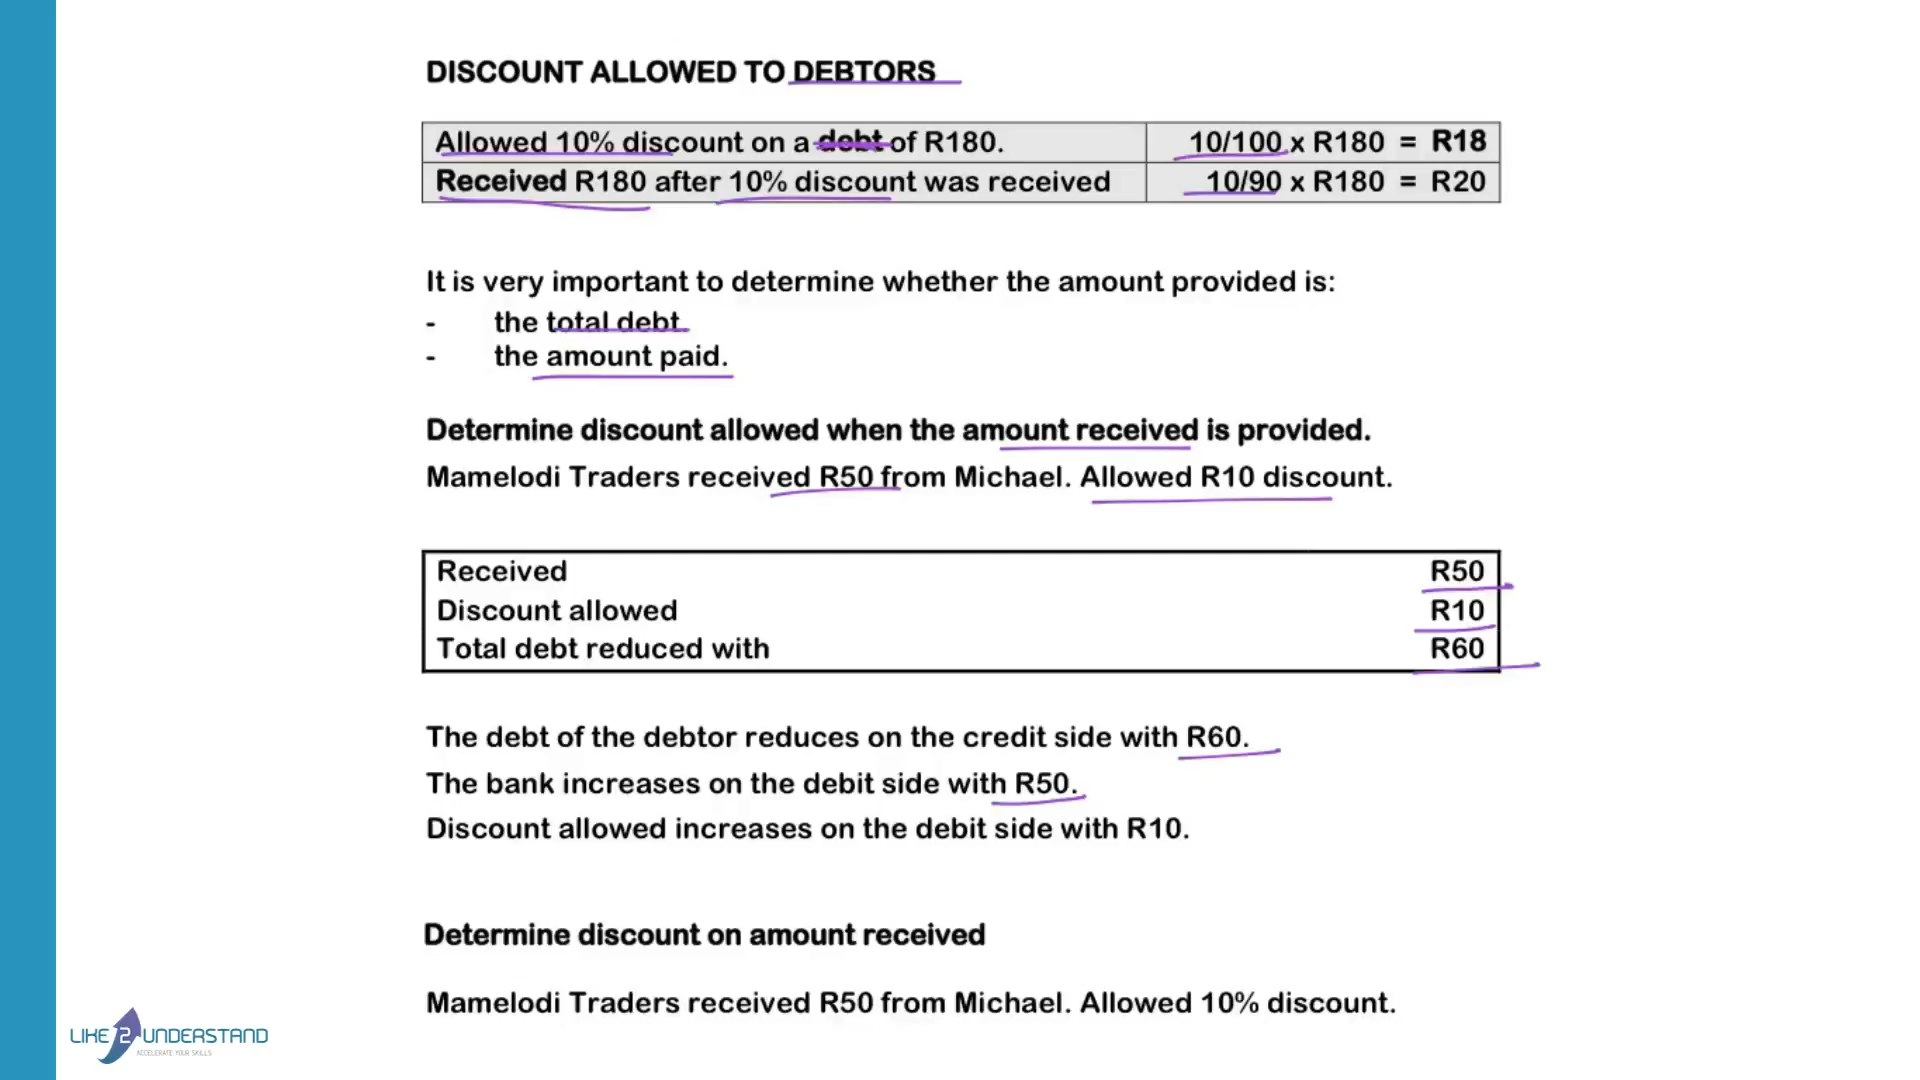 DISCOUNT ALLOWED TO DEBTORS
Allowed 10% discount on a debt of R180. 10/100 x R180 = R18
Received R180 after 10% discount was received 10/90 x R180 = R20
It is very important to determine whether the amount provided is:
- the total debt.
- the amount paid.
Determine discount allowed when the amount received is provided.
Mamelodi Traders received R50 from Michael. Allowed R10 discount.
Received R50
Discount allowed R10
Total debt reduced with R60
The debt of the debtor reduces on the credit side with R60.
The bank increases on the debit side with R50.
Discount allowed increases on the debit side with R10.
Determine discount on amount received
Mamelodi Traders received R50 from Michael. Allowed 10% discount.
LIKE 2 UNDERSTAND
ACCELERATE YOUR SKILLS